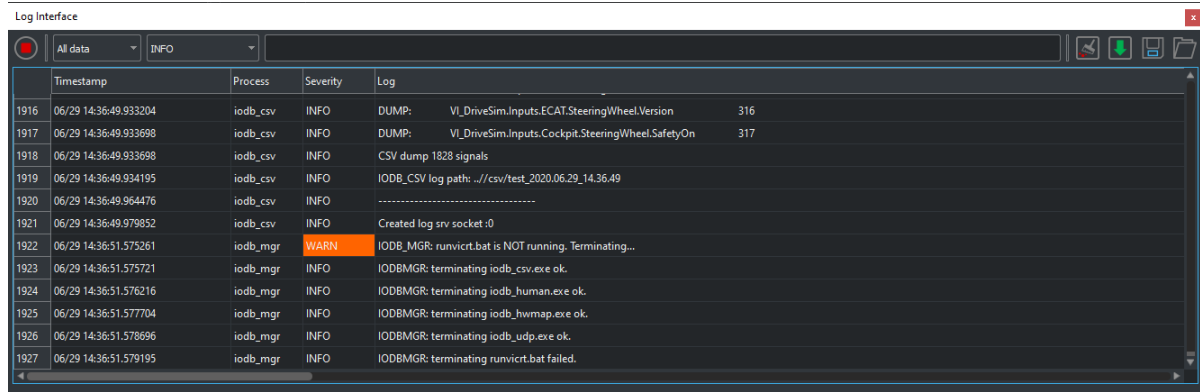 Log Interface
x
All data INFO
Timestamp Process Severity Log
1916 06/29 14:36:49.933204 iodb_csv INFO DUMP: VI_DriveSim.Inputs.ECAT.SteeringWheel.Version 316
1917 06/29 14:36:49.933698 iodb_csv INFO DUMP: VI_DriveSim.Inputs.Cockpit.SteeringWheel.SafetyOn 317
1918 06/29 14:36:49.933698 iodb_csv INFO CSV dump 1828 signals
1919 06/29 14:36:49.934195 iodb_csv INFO IODB_CSV log path: ..//csv/test_2020.06.29_14.36.49
1920 06/29 14:36:49.964476 iodb_csv INFO ----------------------------------
1921 06/29 14:36:49.979852 iodb_csv INFO Created log srv socket :0
1922 06/29 14:36:51.575261 iodb_mgr WARN IODB_MGR: runvicrt.bat is NOT running. Terminating...
1923 06/29 14:36:51.575721 iodb_mgr INFO IODBMGR: terminating iodb_csv.exe ok.
1924 06/29 14:36:51.576216 iodb_mgr INFO IODBMGR: terminating iodb_human.exe ok.
1925 06/29 14:36:51.577704 iodb_mgr INFO IODBMGR: terminating iodb_hwmap.exe ok.
1926 06/29 14:36:51.578696 iodb_mgr INFO IODBMGR: terminating iodb_udp.exe ok.
1927 06/29 14:36:51.579195 iodb_mgr INFO IODBMGR: terminating runvicrt.bat failed.